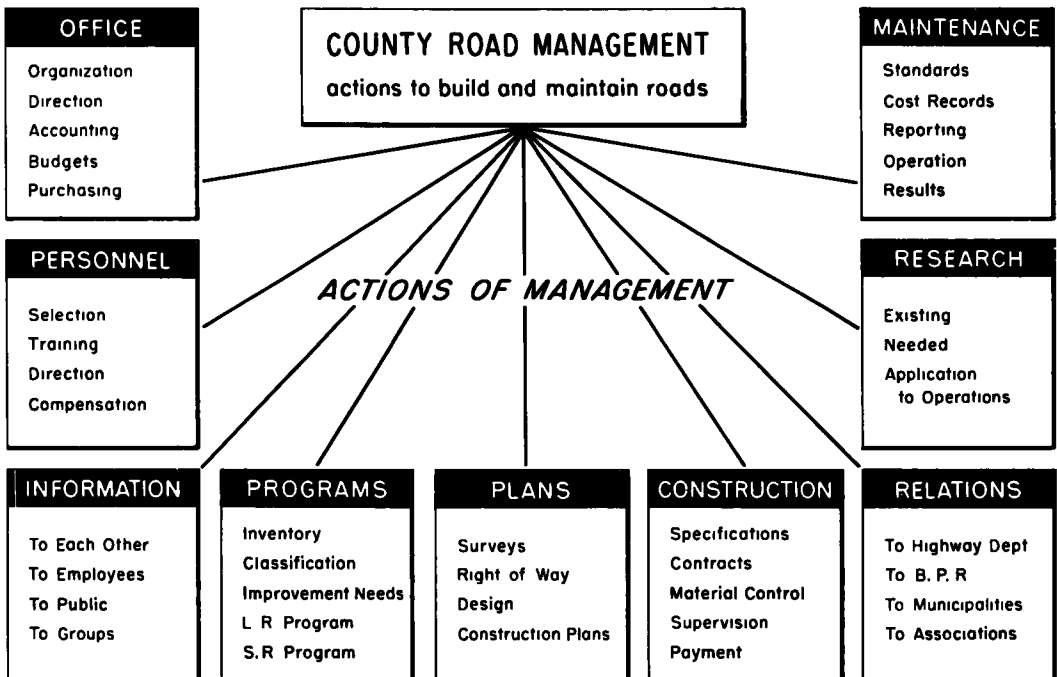 COUNTY ROAD MANAGEMENT
actions to build and maintain roads
OFFICE
Organization
Direction
Accounting
Budgets
Purchasing
MAINTENANCE
Standards
Cost Records
Reporting
Operation
Results
PERSONNEL
Selection
Training
Direction
Compensation
ACTIONS OF MANAGEMENT
RESEARCH
Existing
Needed
Application
to Operations
INFORMATION
To Each Other
To Employees
To Public
To Groups
PROGRAMS
Inventory
Classification
Improvement Needs
L R Program
S.R Program
PLANS
Surveys
Right of Way
Design
Construction Plans
CONSTRUCTION
Specifications
Contracts
Material Control
Supervision
Payment
RELATIONS
To Highway Dept
To B. P. R
To Municipalities
To Associations